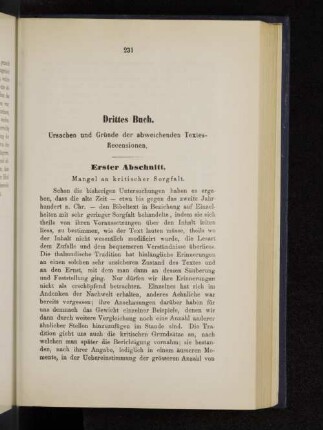 231
Drittes Buch.
Ursachen und Gründe der abweichenden Textes-
Recensionen.
Erster Abschnitt.
Mangel an kritischer Sorgfalt.
Schon die bisherigen Untersuchungen haben es erge-
ben, dass die alte Zeit — etwa bis gegen das zweite Jahr-
hundert n. Chr. — den Bibeltext in Beziehung auf Einzel-
heiten mit sehr geringer Sorgfalt behandelte, indem sie sich
theils von ihren Voraussetzungen über den Inhalt leiten
liess, zu bestimmen, wie der Text lauten müsse, theils wo
der Inhalt nicht wesentlich modificirt wurde, die Lesart
dem Zufalle und dem bequemeren Verständnisse überliess.
Die thalmudische Tradition hat hinlängliche Erinnerungen
an einen solchen sehr unsicheren Zustand des Textes und
an den Ernst, mit dem man dann an dessen Säuberung
und Feststellung ging. Nur dürfen wir ihre Erinnerungen
nicht als erschöpfend betrachten. Einzelnes hat sich im
Andenken der Nachwelt erhalten, anderes Aehnliche war
bereits vergessen; ihre Anschauungen darüber haben für
uns demnach das Gewicht einzelner Beispiele, denen wir
dann durch weitere Vergleichung noch eine Anzahl anderer
ähnlicher Stellen hinzuzufügen im Stande sind. Die Tra-
dition giebt uns auch die kritischen Grundsätze an, nach
welchen man später die Berichtigung vornahm; sie bestan-
den, nach ihrer Angabe, lediglich in einem äusseren Mo-
mente, in der Uebereinstimmung der grösseren Anzahl von